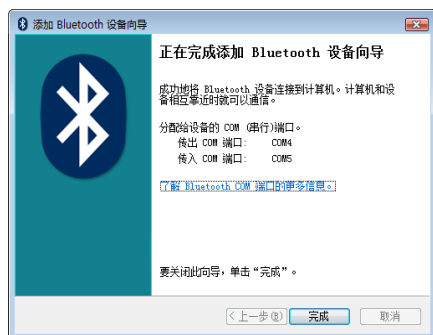 添加 Bluetooth 设备向导
正在完成添加 Bluetooth 设备向导
成功地将 Bluetooth 设备连接到计算机。计算机和设
备相互靠近时就可以通信。
分配给设备的 COM (串行)端口。
传出 COM 端口: COM4
传入 COM 端口: COM5
了解 Bluetooth COM 端口的更多信息。
要关闭此向导，单击“完成”。
<上一步(B) 完成 取消